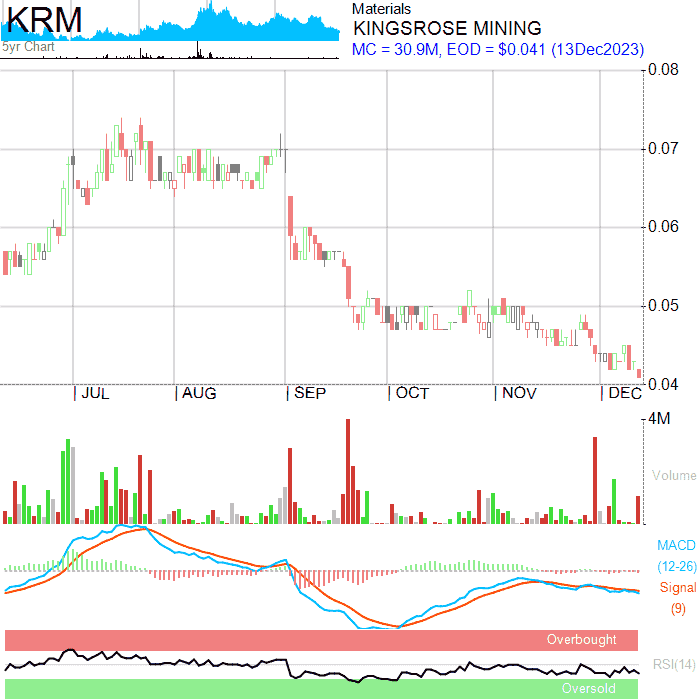 KRM
5yr Chart
Materials
KINGSROSE MINING
MC = 30.9M, EOD = $0.041 (13Dec2023)
0.08
0.07
0.06
0.05
0.04
JUL
AUG
SEP
OCT
NOV
DEC
4M
Volume
MACD
(12-26)
Signal
(9)
Overbought
RSI(14)
Oversold